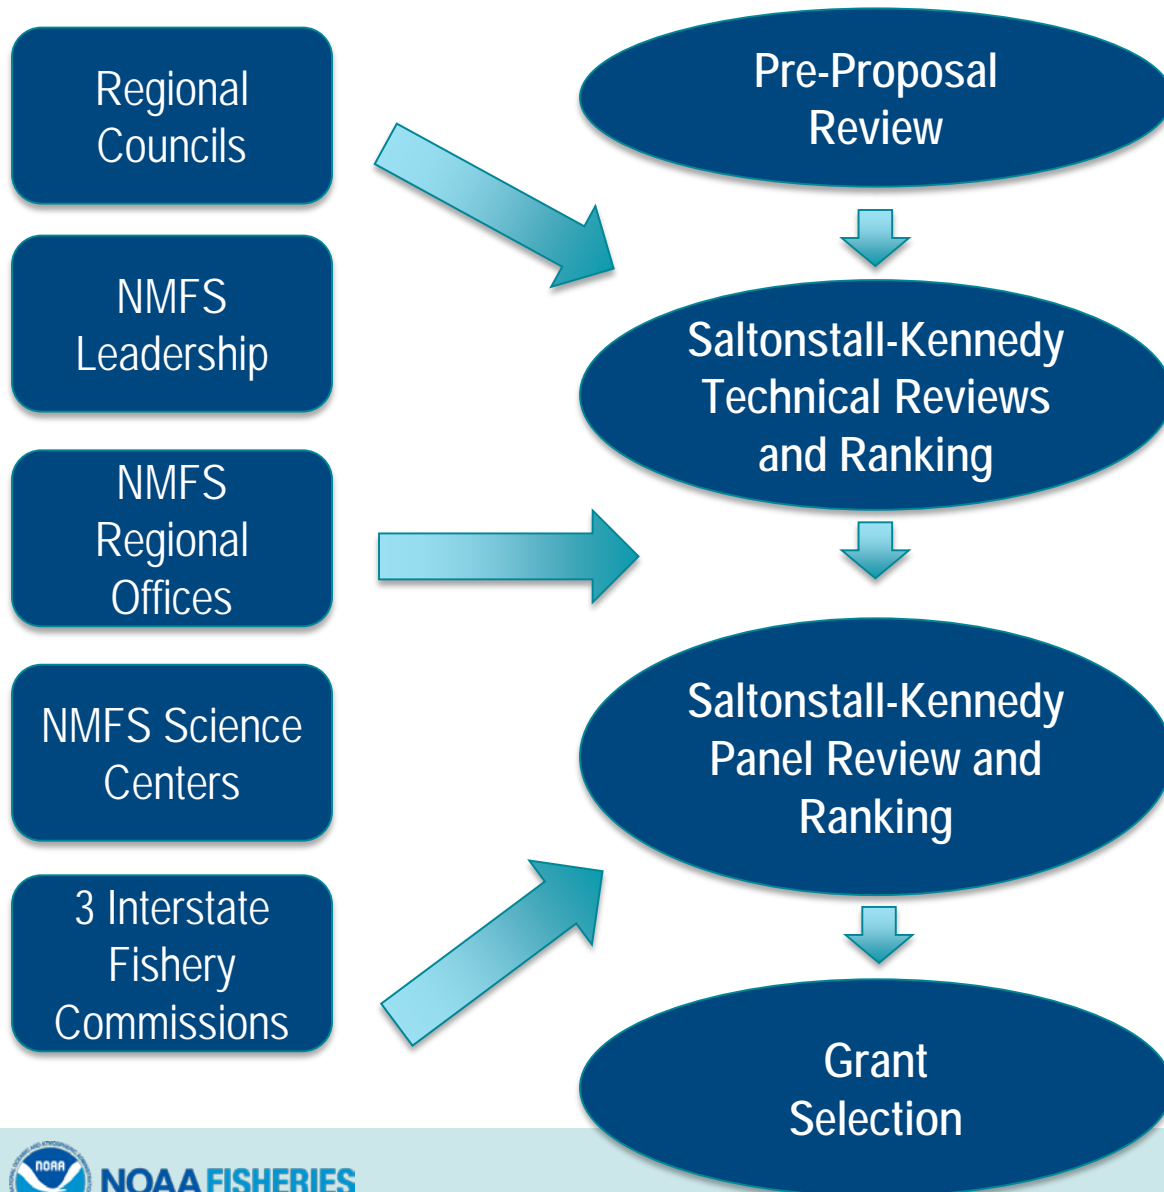 Regional
Councils
NMFS
Leadership
NMFS
Regional
Offices
NMFS Science
Centers
3 Interstate
Fishery
Commissions
Pre-Proposal
Review
Saltonstall-Kennedy
Technical Reviews
and Ranking
Saltonstall-Kennedy
Panel Review and
Ranking
Grant
Selection
NOAA
NOAA FISHERIES